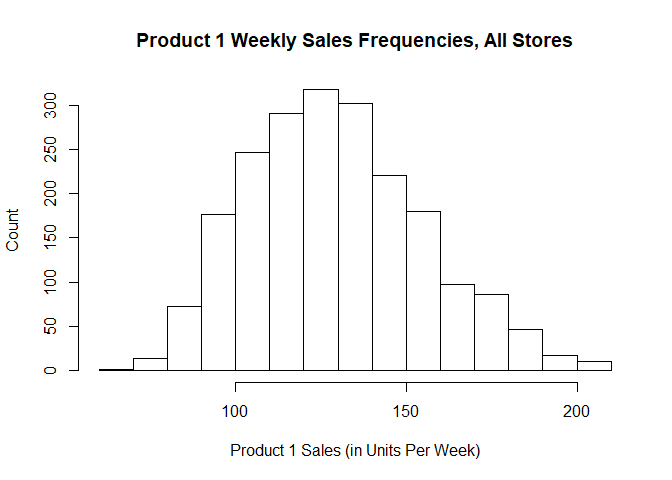 Product 1 Weekly Sales Frequencies, All Stores
300
250
200
150
100
50
0
Count
100 150 200
Product 1 Sales (in Units Per Week)